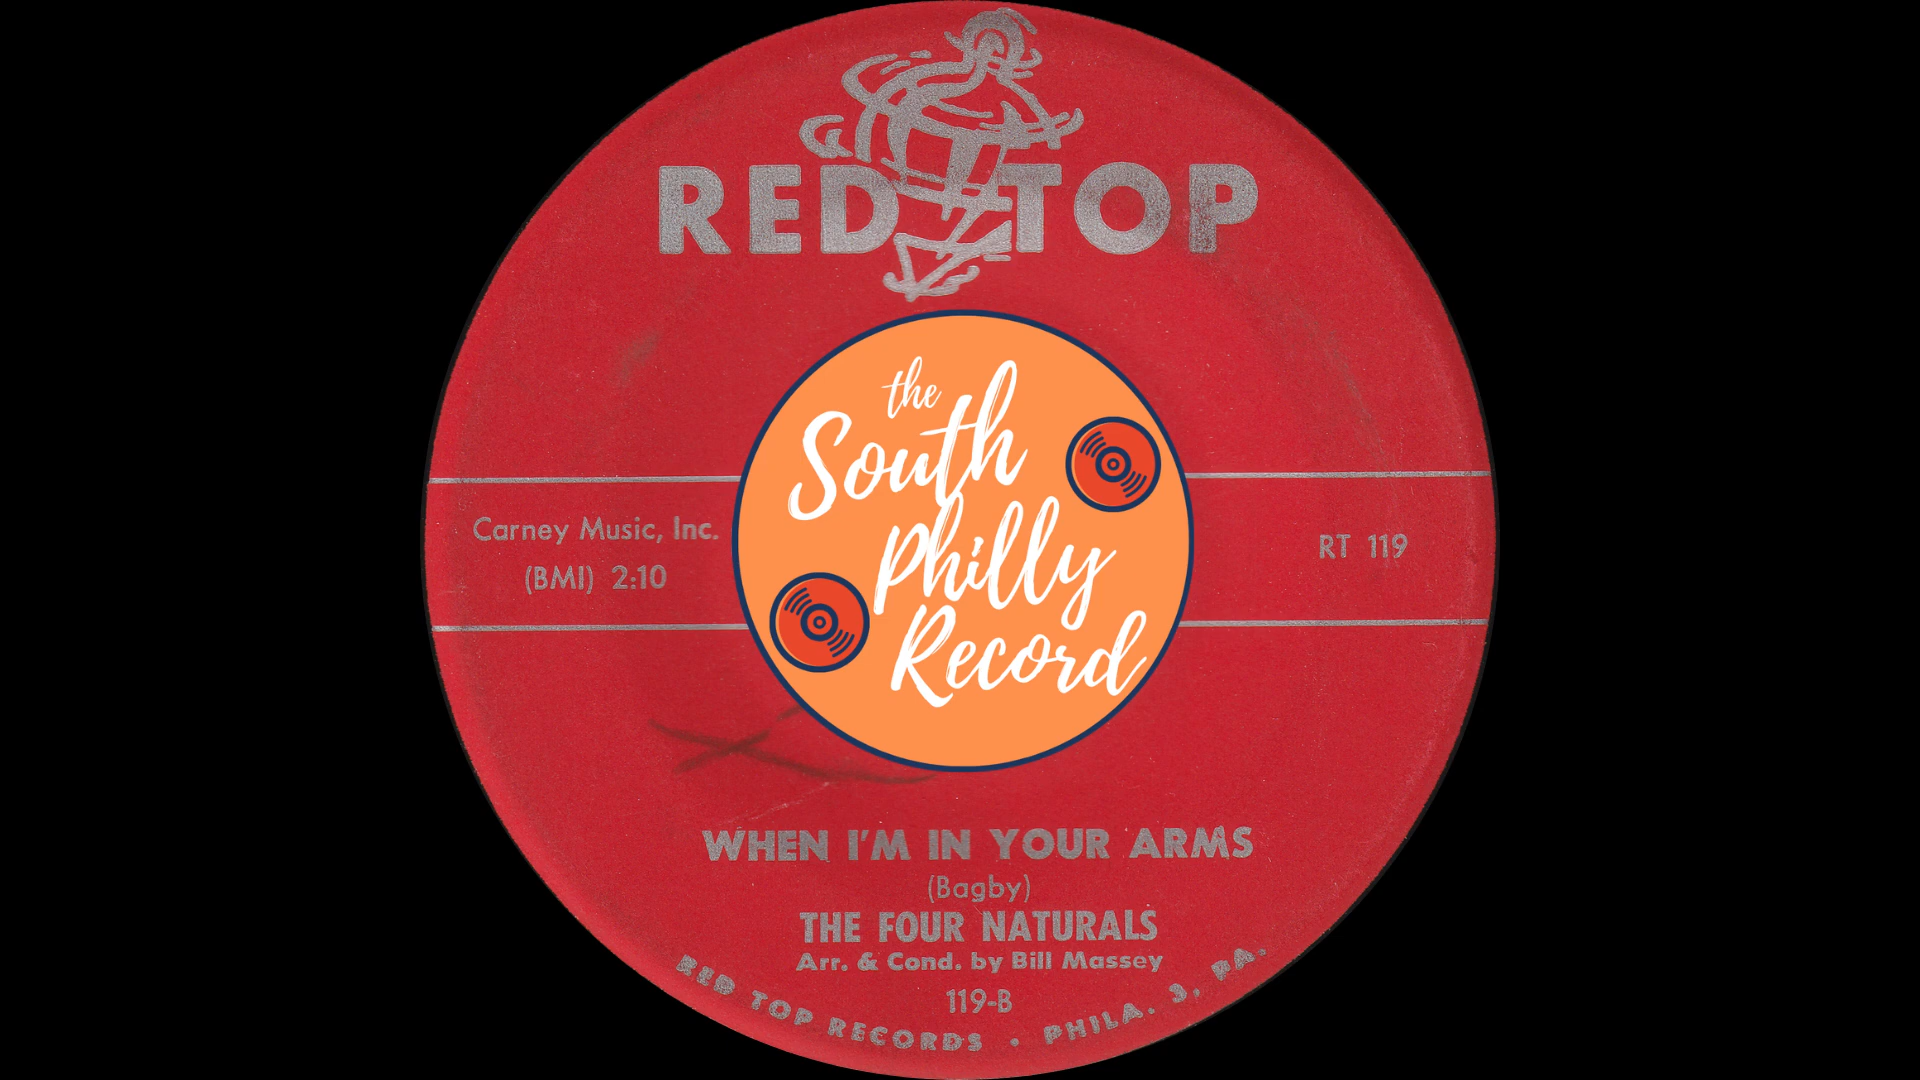 RED TOP
the
South
Philly
Record
Carney Music, Inc.
(BMI) 2:10
RT 119
WHEN I'M IN YOUR ARMS
(Bagby)
THE FOUR NATURALS
Arr. & Cond. by Bill Massey
119-B
RED TOP RECORDS • PHILA. 3, PA.